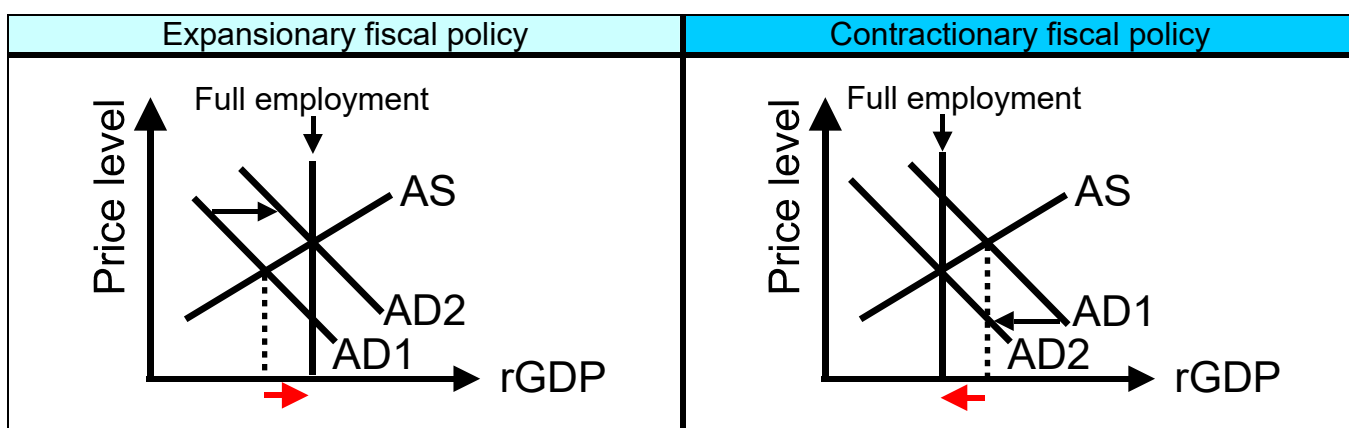 Expansionary fiscal policy
Contractionary fiscal policy
Price level
Full employment
AS
AD2
AD1
rGDP
Price level
Full employment
AS
AD1
AD2
rGDP